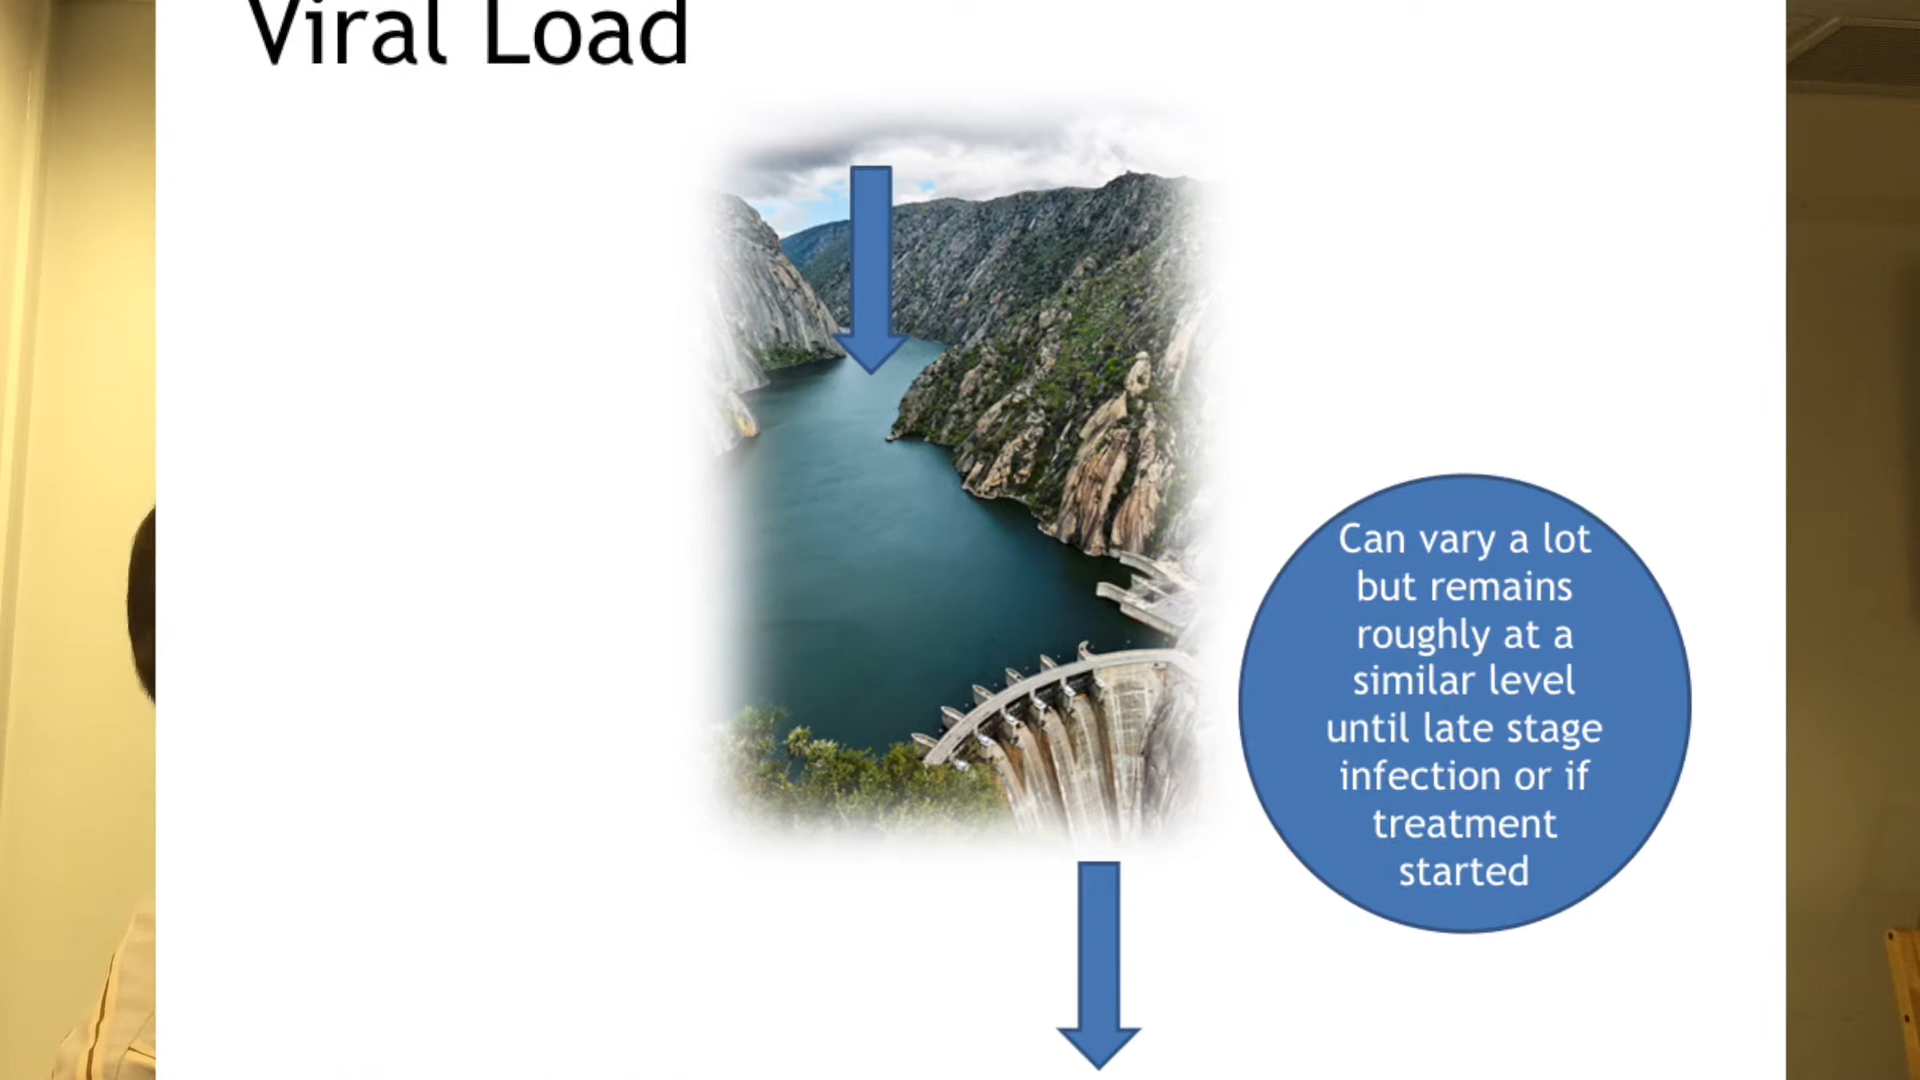 Viral Load
Can vary a lot
but remains
roughly at a
similar level
until late stage
infection or if
treatment
started